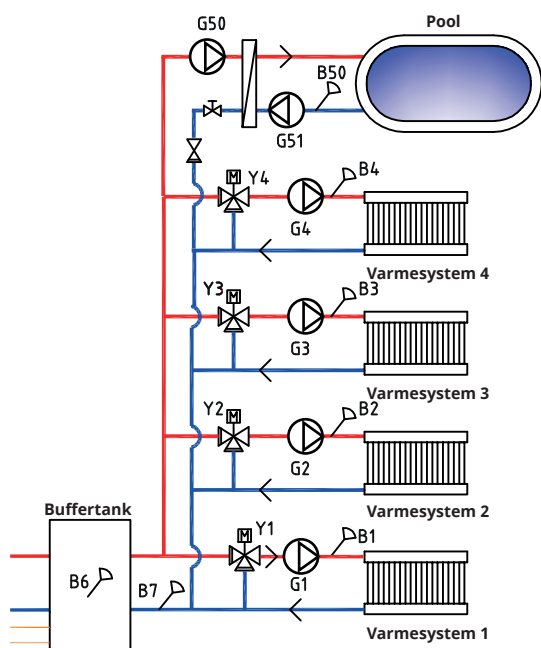 Pool
G50
B50
G51
Y4
B4
M
G4
Varmesystem 4
Y3
B3
M
G3
Varmesystem 3
Y2
B2
M
G2
Varmesystem 2
Buffertank
Y1
B1
M
B6
B7
G1
Varmesystem 1